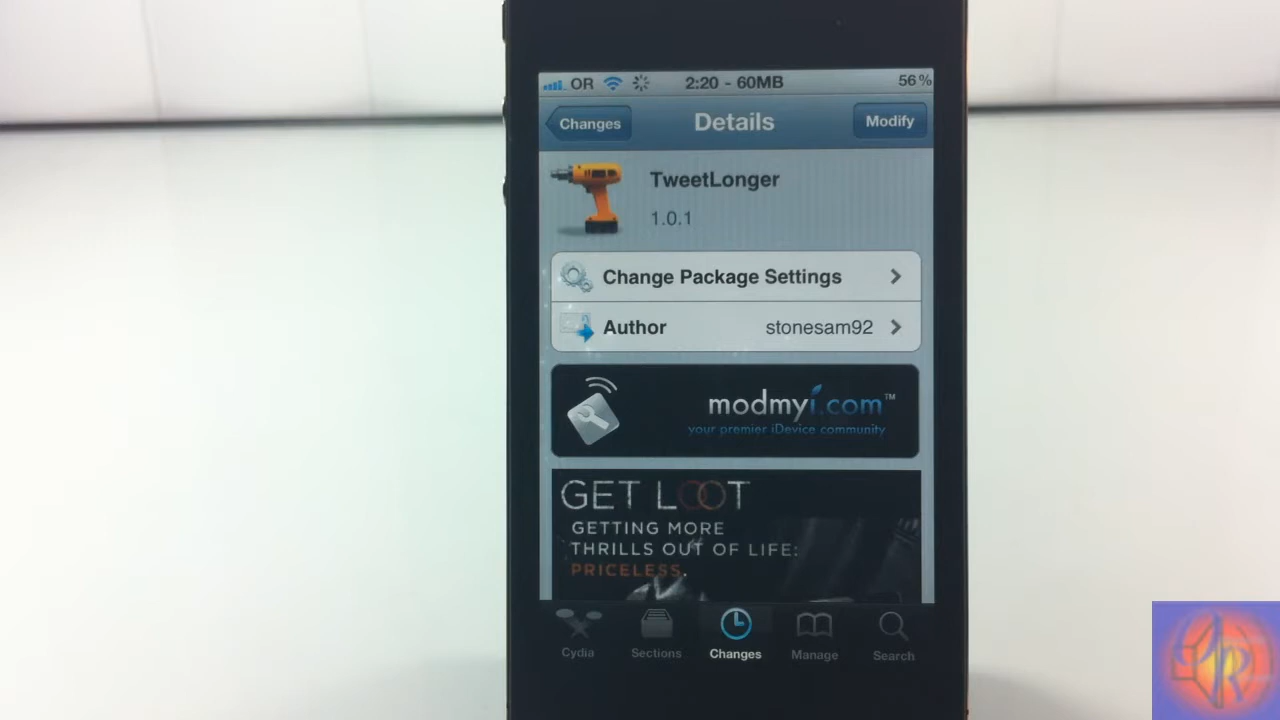 OR 2:20 - 60MB 56%
Changes Details Modify
TweetLonger
1.0.1
Change Package Settings
Author stonesam92
modmyi.com™
your premier iDevice community
GET LOOT
GETTING MORE
THRILLS OUT OF LIFE:
PRICELESS.
Cydia Sections Changes Manage Search